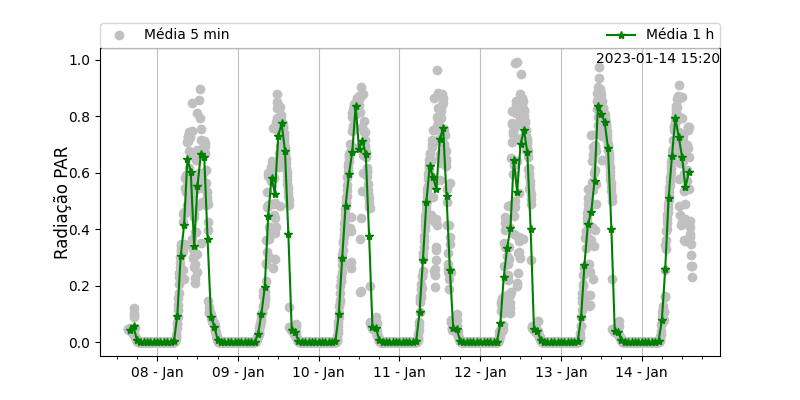 Média 5 min
Média 1 h
2023-01-14 15:20
Radiação PAR
1.0
0.8
0.6
0.4
0.2
0.0
08 - Jan
09 - Jan
10 - Jan
11 - Jan
12 - Jan
13 - Jan
14 - Jan